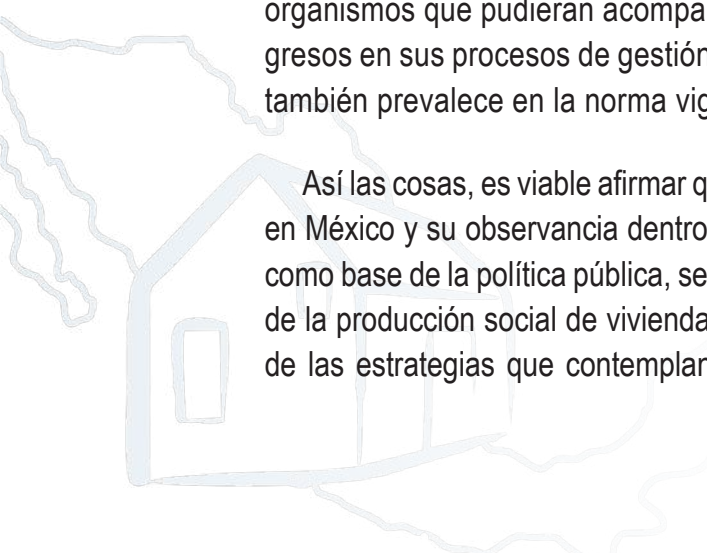 organismos que pudieran acompa
gresos en sus procesos de gestión
también prevalece en la norma vig
Así las cosas, es viable afirmar q
en México y su observancia dentro
como base de la política pública, se
de la producción social de vivienda
de las estrategias que contemplan